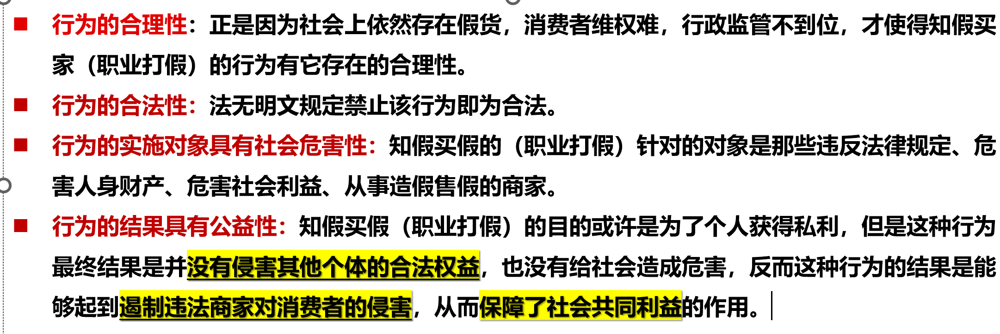 ■ 行为的合理性：正是因为社会上依然存在假货，消费者维权难，行政监管不到位，才使得知假买
家（职业打假）的行为有它存在的合理性。
■ 行为的合法性：法无明文规定禁止该行为即为合法。
■ 行为的实施对象具有社会危害性：知假买假的（职业打假）针对的对象是那些违反法律规定、危
害人身财产、危害社会利益、从事造假售假的商家。
■ 行为的结果具有公益性：知假买假（职业打假）的目的或许是为了个人获得私利，但是这种行为
最终结果是并没有侵害其他个体的合法权益，也没有给社会造成危害，反而这种行为的结果是能
够起到遏制违法商家对消费者的侵害，从而保障了社会共同利益的作用。